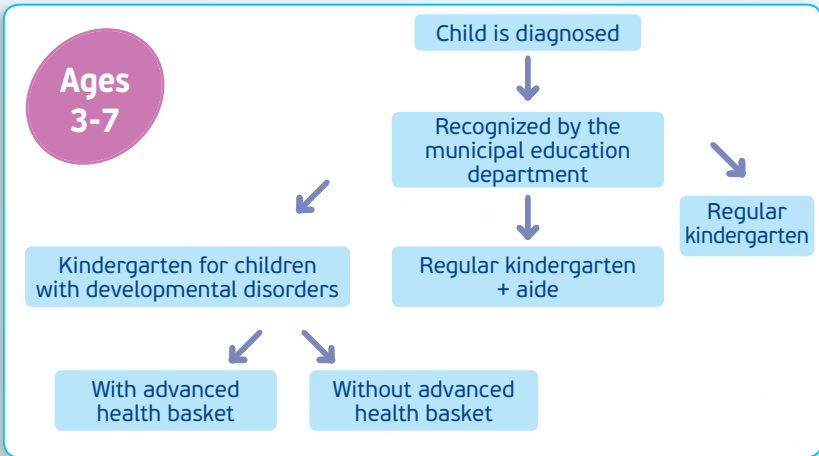 Ages
3-7
Child is diagnosed
Recognized by the
municipal education
department
Regular
kindergarten
Kindergarten for children
with developmental disorders
Regular kindergarten
+ aide
With advanced
health basket
Without advanced
health basket